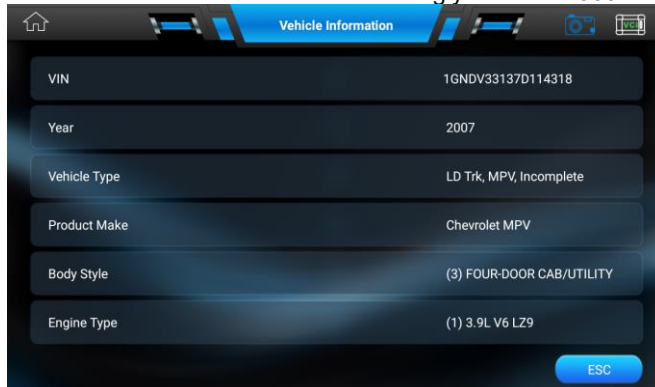 Vehicle Information
VCI
VIN 1GNDV33137D114318
Year 2007
Vehicle Type LD Trk, MPV, Incomplete
Product Make Chevrolet MPV
Body Style (3) FOUR-DOOR CAB/UTILITY
Engine Type (1) 3.9L V6 LZ9
ESC